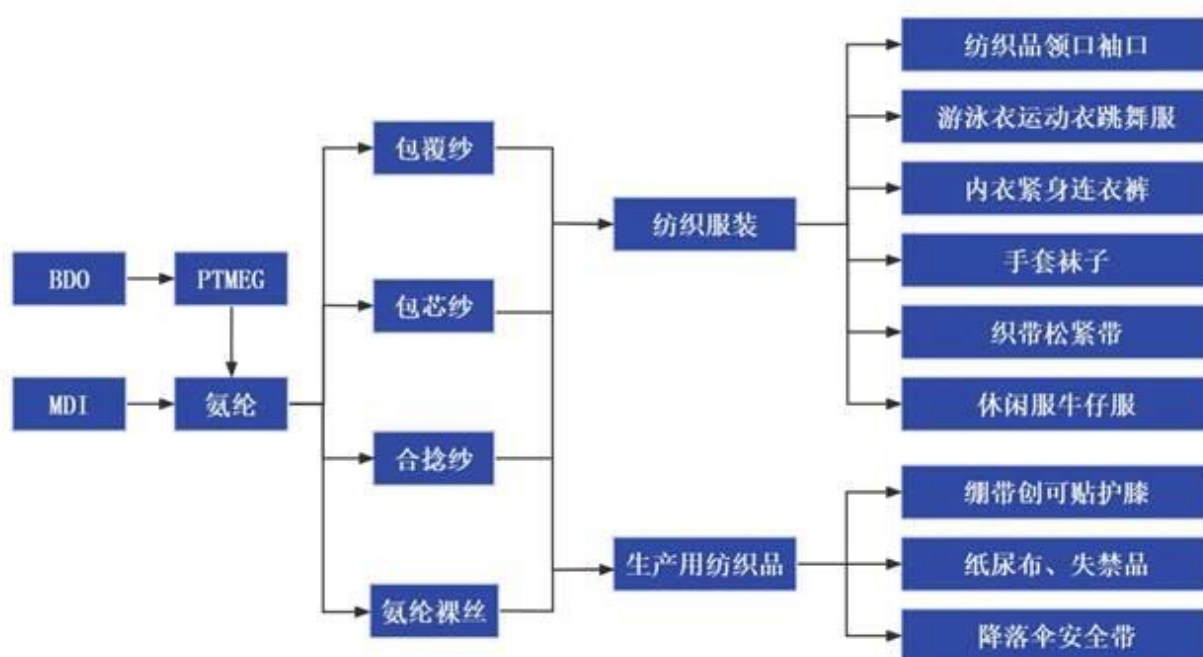 BDO
PTMEG
MDI
氨纶
包覆纱
包芯纱
合捻纱
氨纶裸丝
纺织服装
生产用纺织品
纺织品领口袖口
游泳衣运动衣跳舞服
内衣紧身连衣裤
手套袜子
织带松紧带
休闲服牛仔服
绷带创可贴护膝
纸尿布、失禁品
降落伞安全带